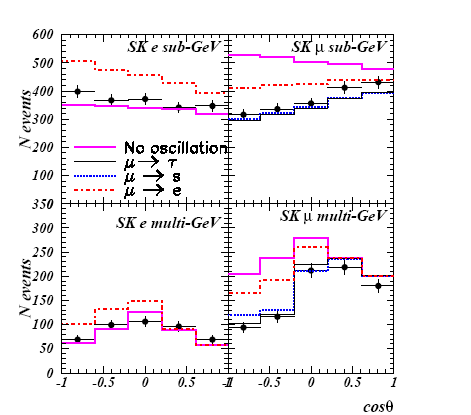 600
500
400
300
200
100
350
300
250
200
150
100
50
0
N events
N events
SK e sub-GeV
SK μ sub-GeV
No oscillation
μ → τ
μ → s
μ → e
SK e multi-GeV
SK μ multi-GeV
-1 -0.5 0 0.5 -1 -0.5 0 0.5 1
cosθ